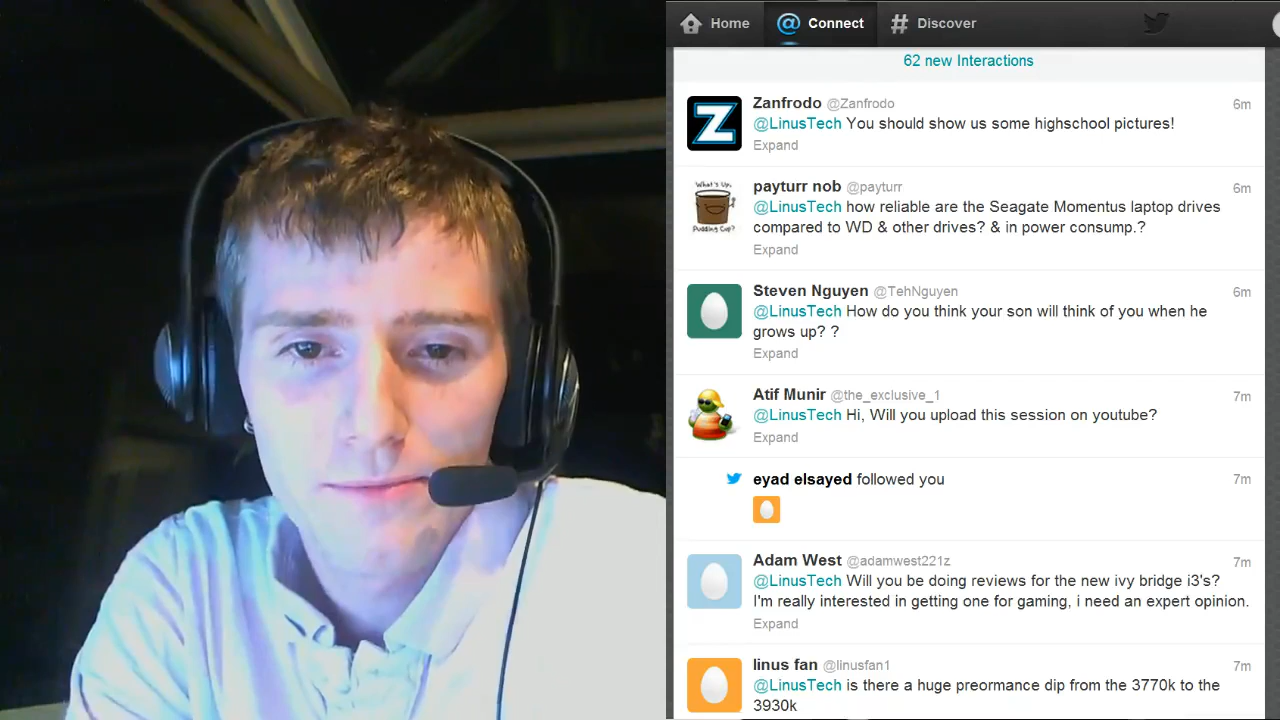 Home
@ Connect
# Discover
62 new Interactions
Zanfrodo @Zanfrodo 6m
@LinusTech You should show us some highschool pictures!
Expand
What's Up,
Pudding Cup?
payturr nob @payturr 6m
@LinusTech how reliable are the Seagate Momentus laptop drives
compared to WD & other drives? & in power consump.?
Expand
Steven Nguyen @TehNguyen 6m
@LinusTech How do you think your son will think of you when he
grows up? ?
Expand
Atif Munir @the_exclusive_1 7m
@LinusTech Hi, Will you upload this session on youtube?
Expand
eyad elsayed followed you 7m
Adam West @adamwest221z 7m
@LinusTech Will you be doing reviews for the new ivy bridge i3's?
I'm really interested in getting one for gaming, i need an expert opinion.
Expand
linus fan @linusfan1 7m
@LinusTech is there a huge preormance dip from the 3770k to the
3930k